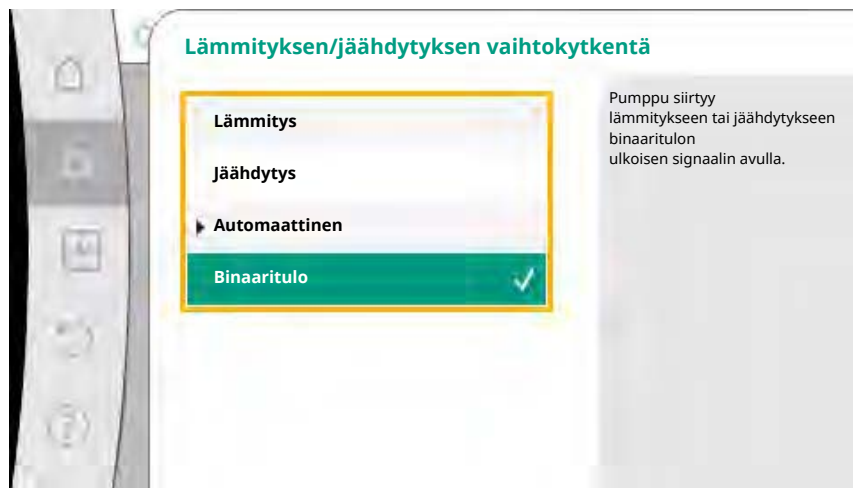 Lämmityksen/jäähdytyksen vaihtokytkentä
Lämmitys
Jäähdytys
Automaattinen
Binaaritulo
Pumppu siirtyy
lämmitykseen tai jäähdytykseen
binaaritulon
ulkoisen signaalin avulla.